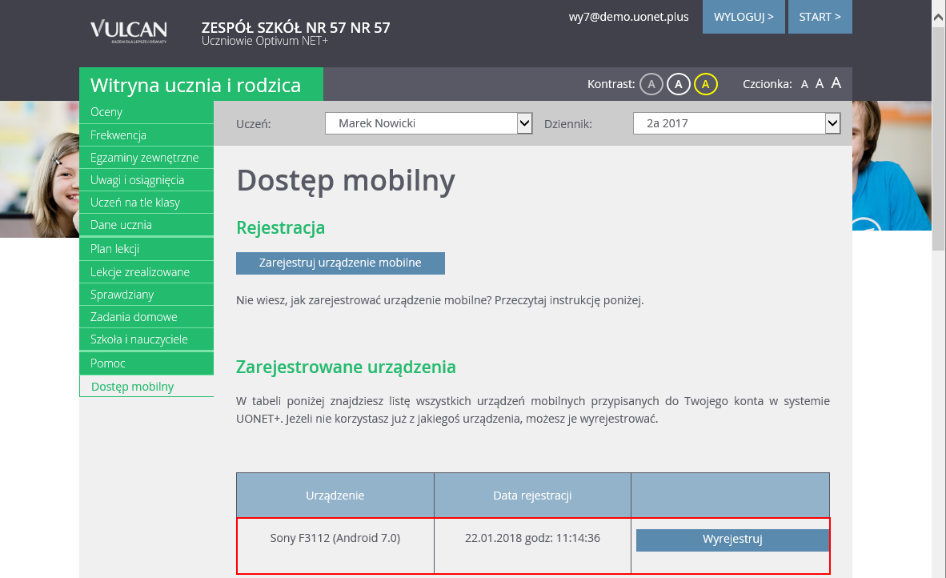 VULCAN
ZESPÓŁ SZKÓŁ NR 57 NR 57
Uczniowie Optivum NET+
wy7@demo.uonet.plus
WYLOGUJ >
START >
Witryna ucznia i rodzica
Kontrast: A A A
Czcionka: A A A
Oceny
Frekwencja
Egzaminy zewnętrzne
Uwagi i osiągnięcia
Uczeń na tle klasy
Dane ucznia
Plan lekcji
Lekcje zrealizowane
Sprawdziany
Zadania domowe
Szkoła i nauczyciele
Pomoc
Dostęp mobilny
Uczeń: Marek Nowicki
Dziennik: 2a 2017
Dostęp mobilny
Rejestracja
Zarejestruj urządzenie mobilne
Nie wiesz, jak zarejestrować urządzenie mobilne? Przeczytaj instrukcję poniżej.
Zarejestrowane urządzenia
W tabeli poniżej znajdziesz listę wszystkich urządzeń mobilnych przypisanych do Twojego konta w systemie
UONET+. Jeżeli nie korzystasz już z jakiegoś urządzenia, możesz je wyrejestrować.
Urządzenie Data rejestracji
Sony F3112 (Android 7.0) 22.01.2018 godz: 11:14:36 Wyrejestruj